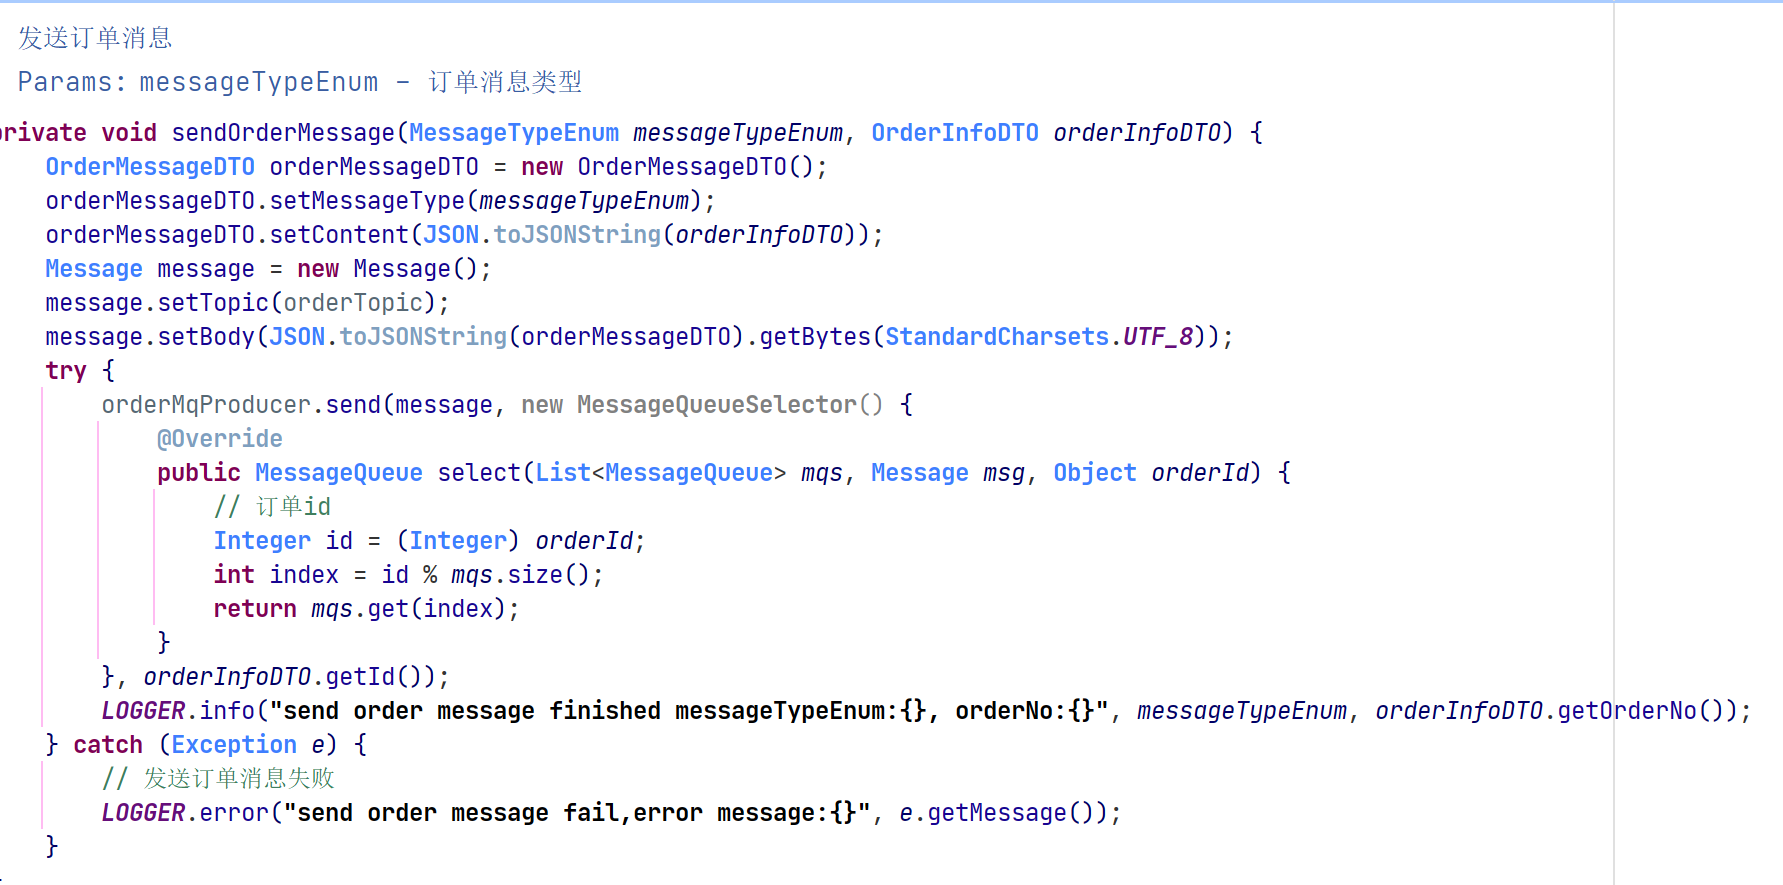 发送订单消息
Params: messageTypeEnum – 订单消息类型
private void sendOrderMessage(MessageTypeEnum messageTypeEnum, OrderInfoDTO orderInfoDTO) {
OrderMessageDTO orderMessageDTO = new OrderMessageDTO();
orderMessageDTO.setMessageType(messageTypeEnum);
orderMessageDTO.setContent(JSON.toJSONString(orderInfoDTO));
Message message = new Message();
message.setTopic(orderTopic);
message.setBody(JSON.toJSONString(orderMessageDTO).getBytes(StandardCharsets.UTF_8));
try {
orderMqProducer.send(message, new MessageQueueSelector() {
@Override
public MessageQueue select(List<MessageQueue> mqs, Message msg, Object orderId) {
// 订单id
Integer id = (Integer) orderId;
int index = id % mqs.size();
return mqs.get(index);
}
}, orderInfoDTO.getId());
LOGGER.info("send order message finished messageTypeEnum:{}, orderNo:{}", messageTypeEnum, orderInfoDTO.getOrderNo());
} catch (Exception e) {
// 发送订单消息失败
LOGGER.error("send order message fail,error message:{}", e.getMessage());
}